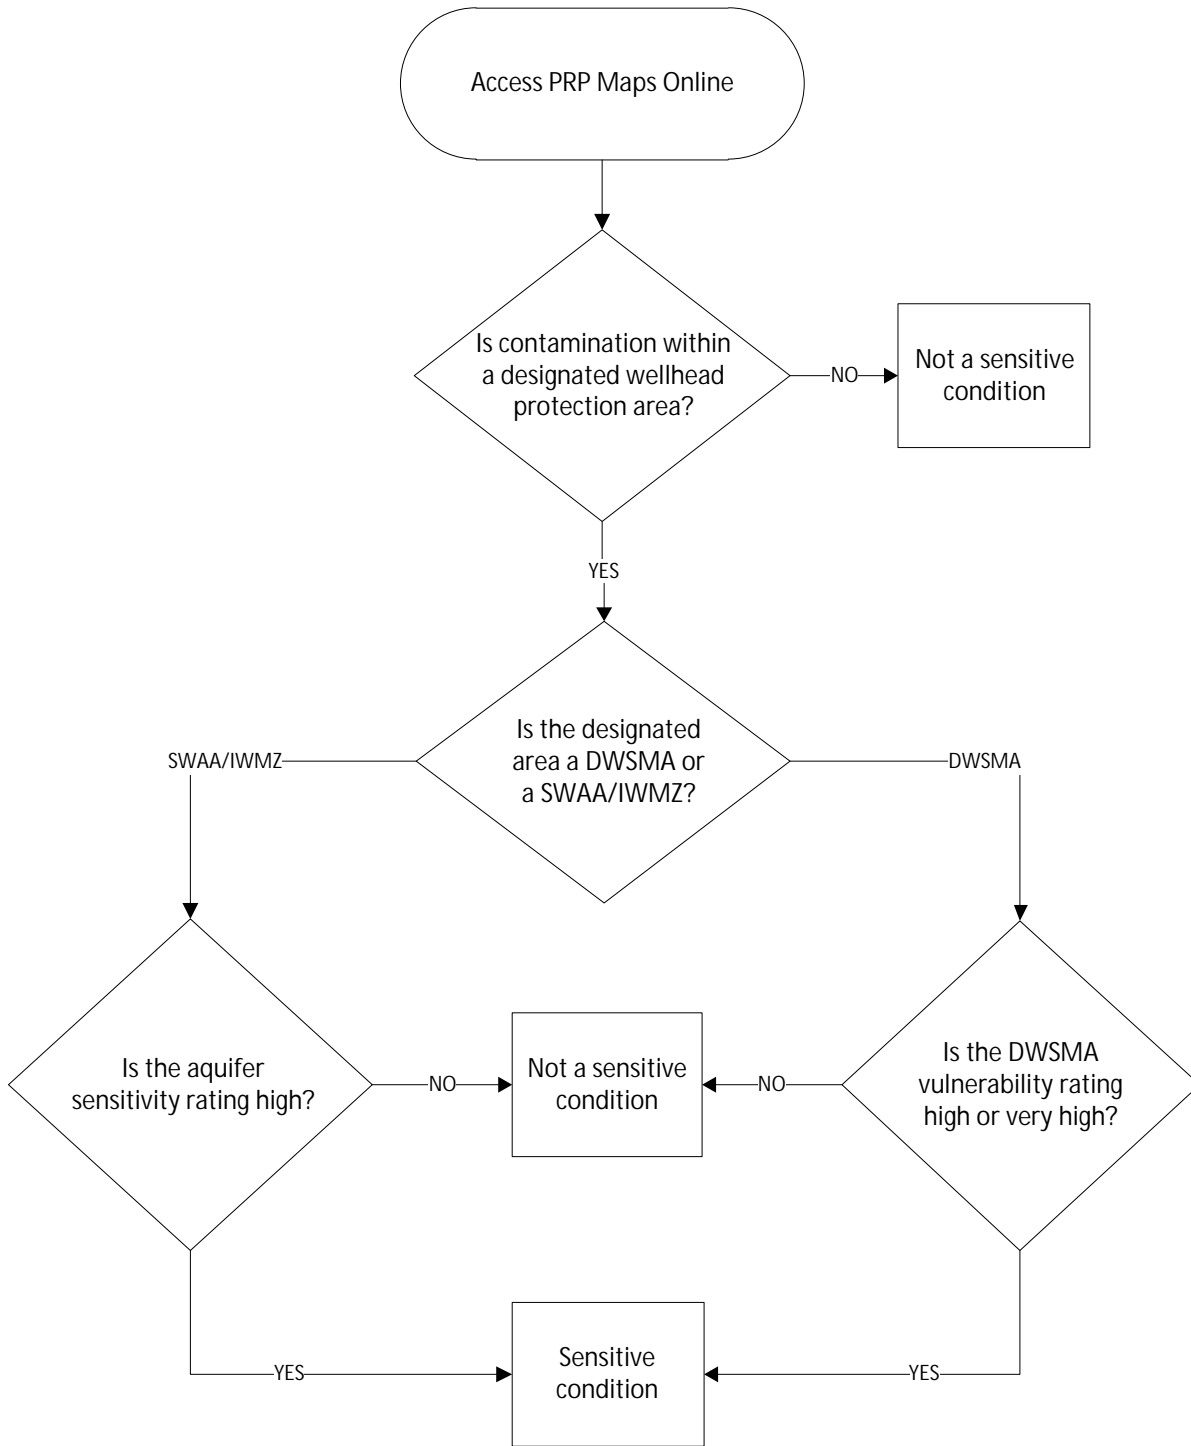 Access PRP Maps Online
Is contamination within
a designated wellhead
protection area?
NO
Not a sensitive
condition
YES
Is the designated
area a DWSMA or
a SWAA/IWMZ?
SWAA/IWMZ
DWSMA
Is the aquifer
sensitivity rating high?
NO
Not a sensitive
condition
NO
Is the DWSMA
vulnerability rating
high or very high?
YES
Sensitive
condition
YES